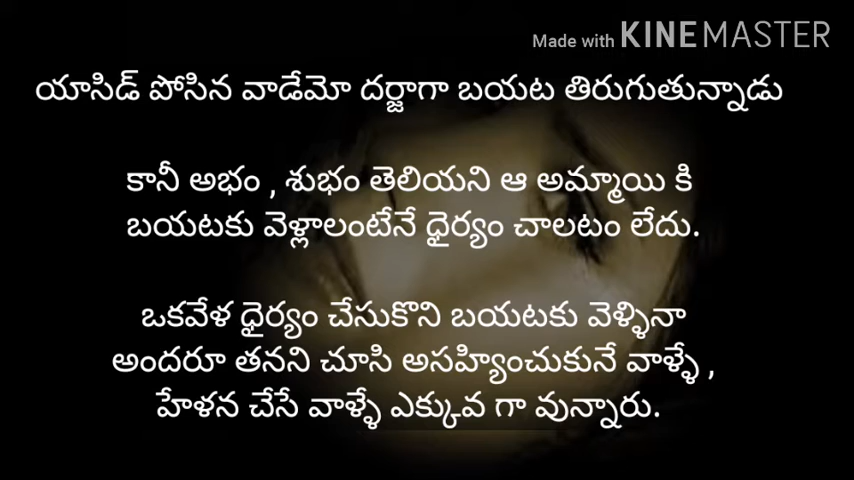 Made with KINEMASTER
యాసిడ్ పోసిన వాడేమో దర్జాగా బయట తిరుగుతున్నాడు
కానీ అభం , శుభం తెలియని ఆ అమ్మాయి కి
బయటకు వెళ్లాలంటేనే ధైర్యం చాలటం లేదు.
ఒకవేళ ధైర్యం చేసుకొని బయటకు వెళ్ళినా
అందరూ తనని చూసి అసహ్యించుకునే వాళ్ళే ,
హేళన చేసే వాళ్ళే ఎక్కువ గా వున్నారు.